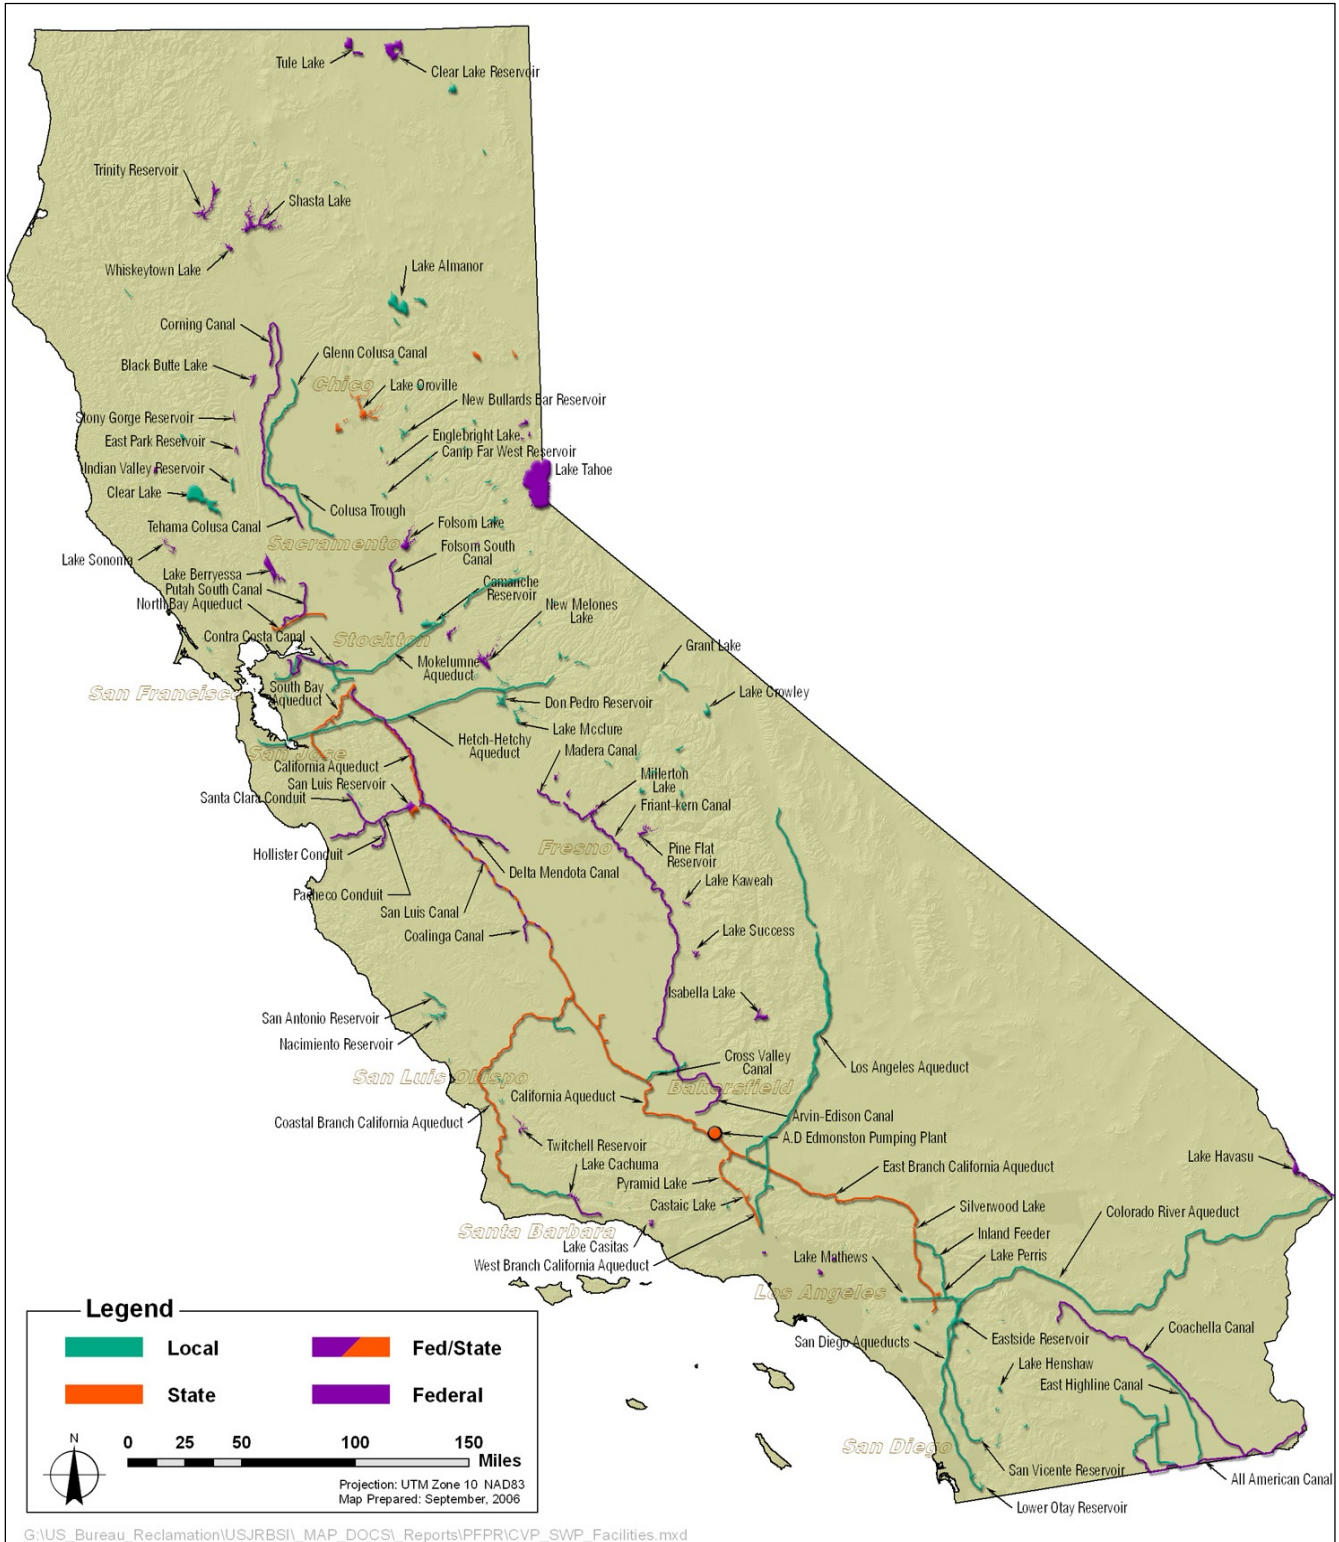 Tule Lake
Clear Lake Reservoir
Trinity Reservoir
Shasta Lake
Whiskeytown Lake
Lake Almanor
Corning Canal
Glenn Colusa Canal
Black Butte Lake
Chico
Lake Oroville
New Bullards Bar Reservoir
Stony Gorge Reservoir
Englebright Lake
East Park Reservoir
Camp Far West Reservoir
Indian Valley Reservoir
Lake Tahoe
Clear Lake
Colusa Trough
Tehama Colusa Canal
Folsom Lake
Sacramento
Folsom South
Canal
Lake Sonoma
Lake Berryessa
Putah South Canal
Camanche
Reservoir
North Bay Aqueduct
New Melones
Lake
Contra Costa Canal
Stockton
Grant Lake
Mokelumne
Aqueduct
San Francisco
South Bay
Aqueduct
Lake Crowley
Don Pedro Reservoir
Lake Mcclure
Hetch-Hetchy
Aqueduct
San Jose
Madera Canal
California Aqueduct
San Luis Reservoir
Millerton
Lake
Santa Clara Conduit
Friant-kern Canal
Hollister Conduit
Fresno
Pine Flat
Reservoir
Delta Mendota Canal
Lake Kaweah
Pacheco Conduit
San Luis Canal
Coalinga Canal
Lake Success
Isabella Lake
San Antonio Reservoir
Nacimiento Reservoir
Cross Valley
Canal
Los Angeles Aqueduct
San Luis Obispo
Bakersfield
California Aqueduct
Arvin-Edison Canal
Coastal Branch California Aqueduct
A.D Edmonston Pumping Plant
Twitchell Reservoir
Lake Cachuma
Lake Havasu
East Branch California Aqueduct
Pyramid Lake
Castaic Lake
Silverwood Lake
Colorado River Aqueduct
Santa Barbara
Inland Feeder
Lake Casitas
Lake Mathews
Lake Perris
West Branch California Aqueduct
Los Angeles
Coachella Canal
San Diego Aqueducts
Eastside Reservoir
Lake Henshaw
East Highline Canal
San Diego
San Vicente Reservoir
All American Canal
Lower Otay Reservoir
Legend
Local
Fed/State
State
Federal
N
0 25 50 100 150
Miles
Projection: UTM Zone 10 NAD83
Map Prepared: September, 2006
G:\US_Bureau_Reclamation\USJRBSI\_MAP_DOCS\_Reports\PFPR\CVP_SWP_Facilities.mxd